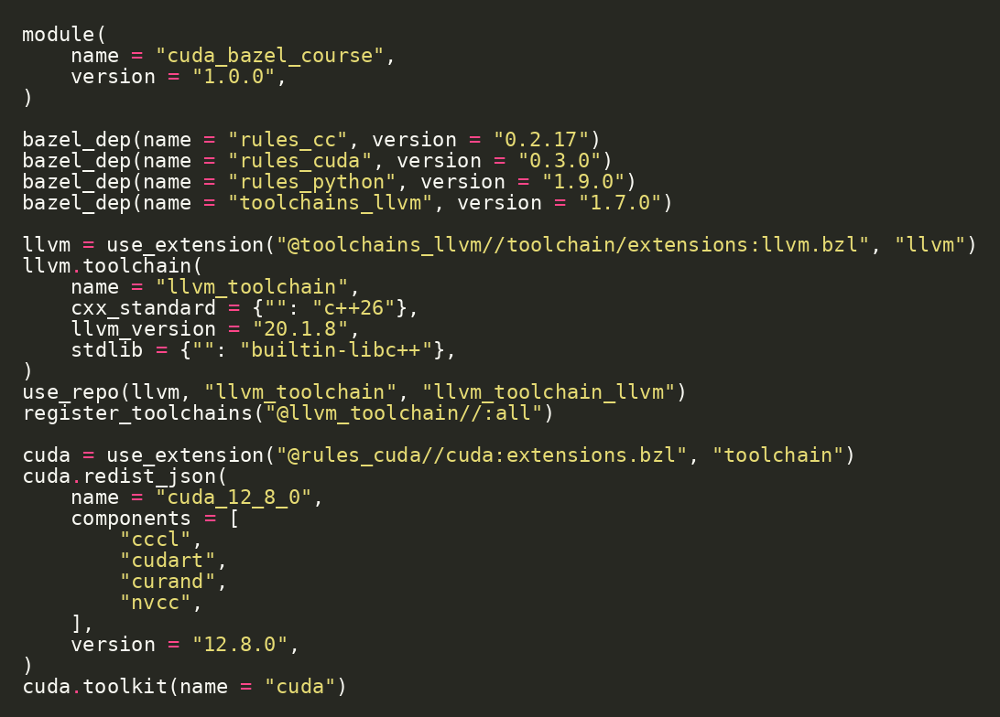 module(
    name = "cuda_bazel_course",
    version = "1.0.0",
)

bazel_dep(name = "rules_cc", version = "0.2.17")
bazel_dep(name = "rules_cuda", version = "0.3.0")
bazel_dep(name = "rules_python", version = "1.9.0")
bazel_dep(name = "toolchains_llvm", version = "1.7.0")

llvm = use_extension("@toolchains_llvm//toolchain/extensions:llvm.bzl", "llvm")
llvm.toolchain(
    name = "llvm_toolchain",
    cxx_standard = {"": "c++26"},
    llvm_version = "20.1.8",
    stdlib = {"": "builtin-libc++"},
)
use_repo(llvm, "llvm_toolchain", "llvm_toolchain_llvm")
register_toolchains("@llvm_toolchain//:all")

cuda = use_extension("@rules_cuda//cuda:extensions.bzl", "toolchain")
cuda.redist_json(
    name = "cuda_12_8_0",
    components = [
        "cccl",
        "cudart",
        "curand",
        "nvcc",
    ],
    version = "12.8.0",
)
cuda.toolkit(name = "cuda")